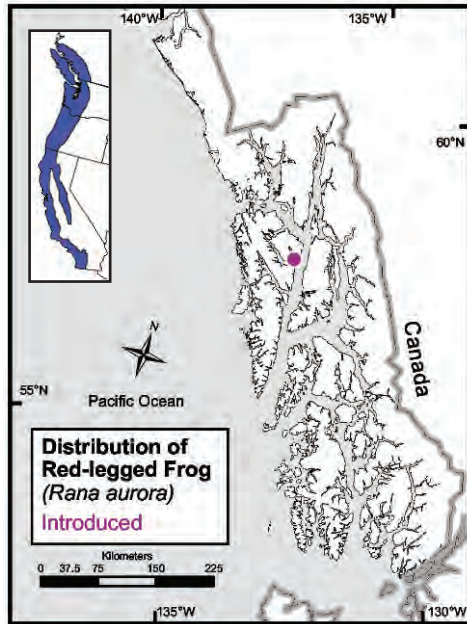 140°W
135°W
60°N
N
Canada
55°N
Pacific Ocean
Distribution of
Red-legged Frog
(Rana aurora)
Introduced
Kilometers
0 37.5 75 150 225
135°W
130°W